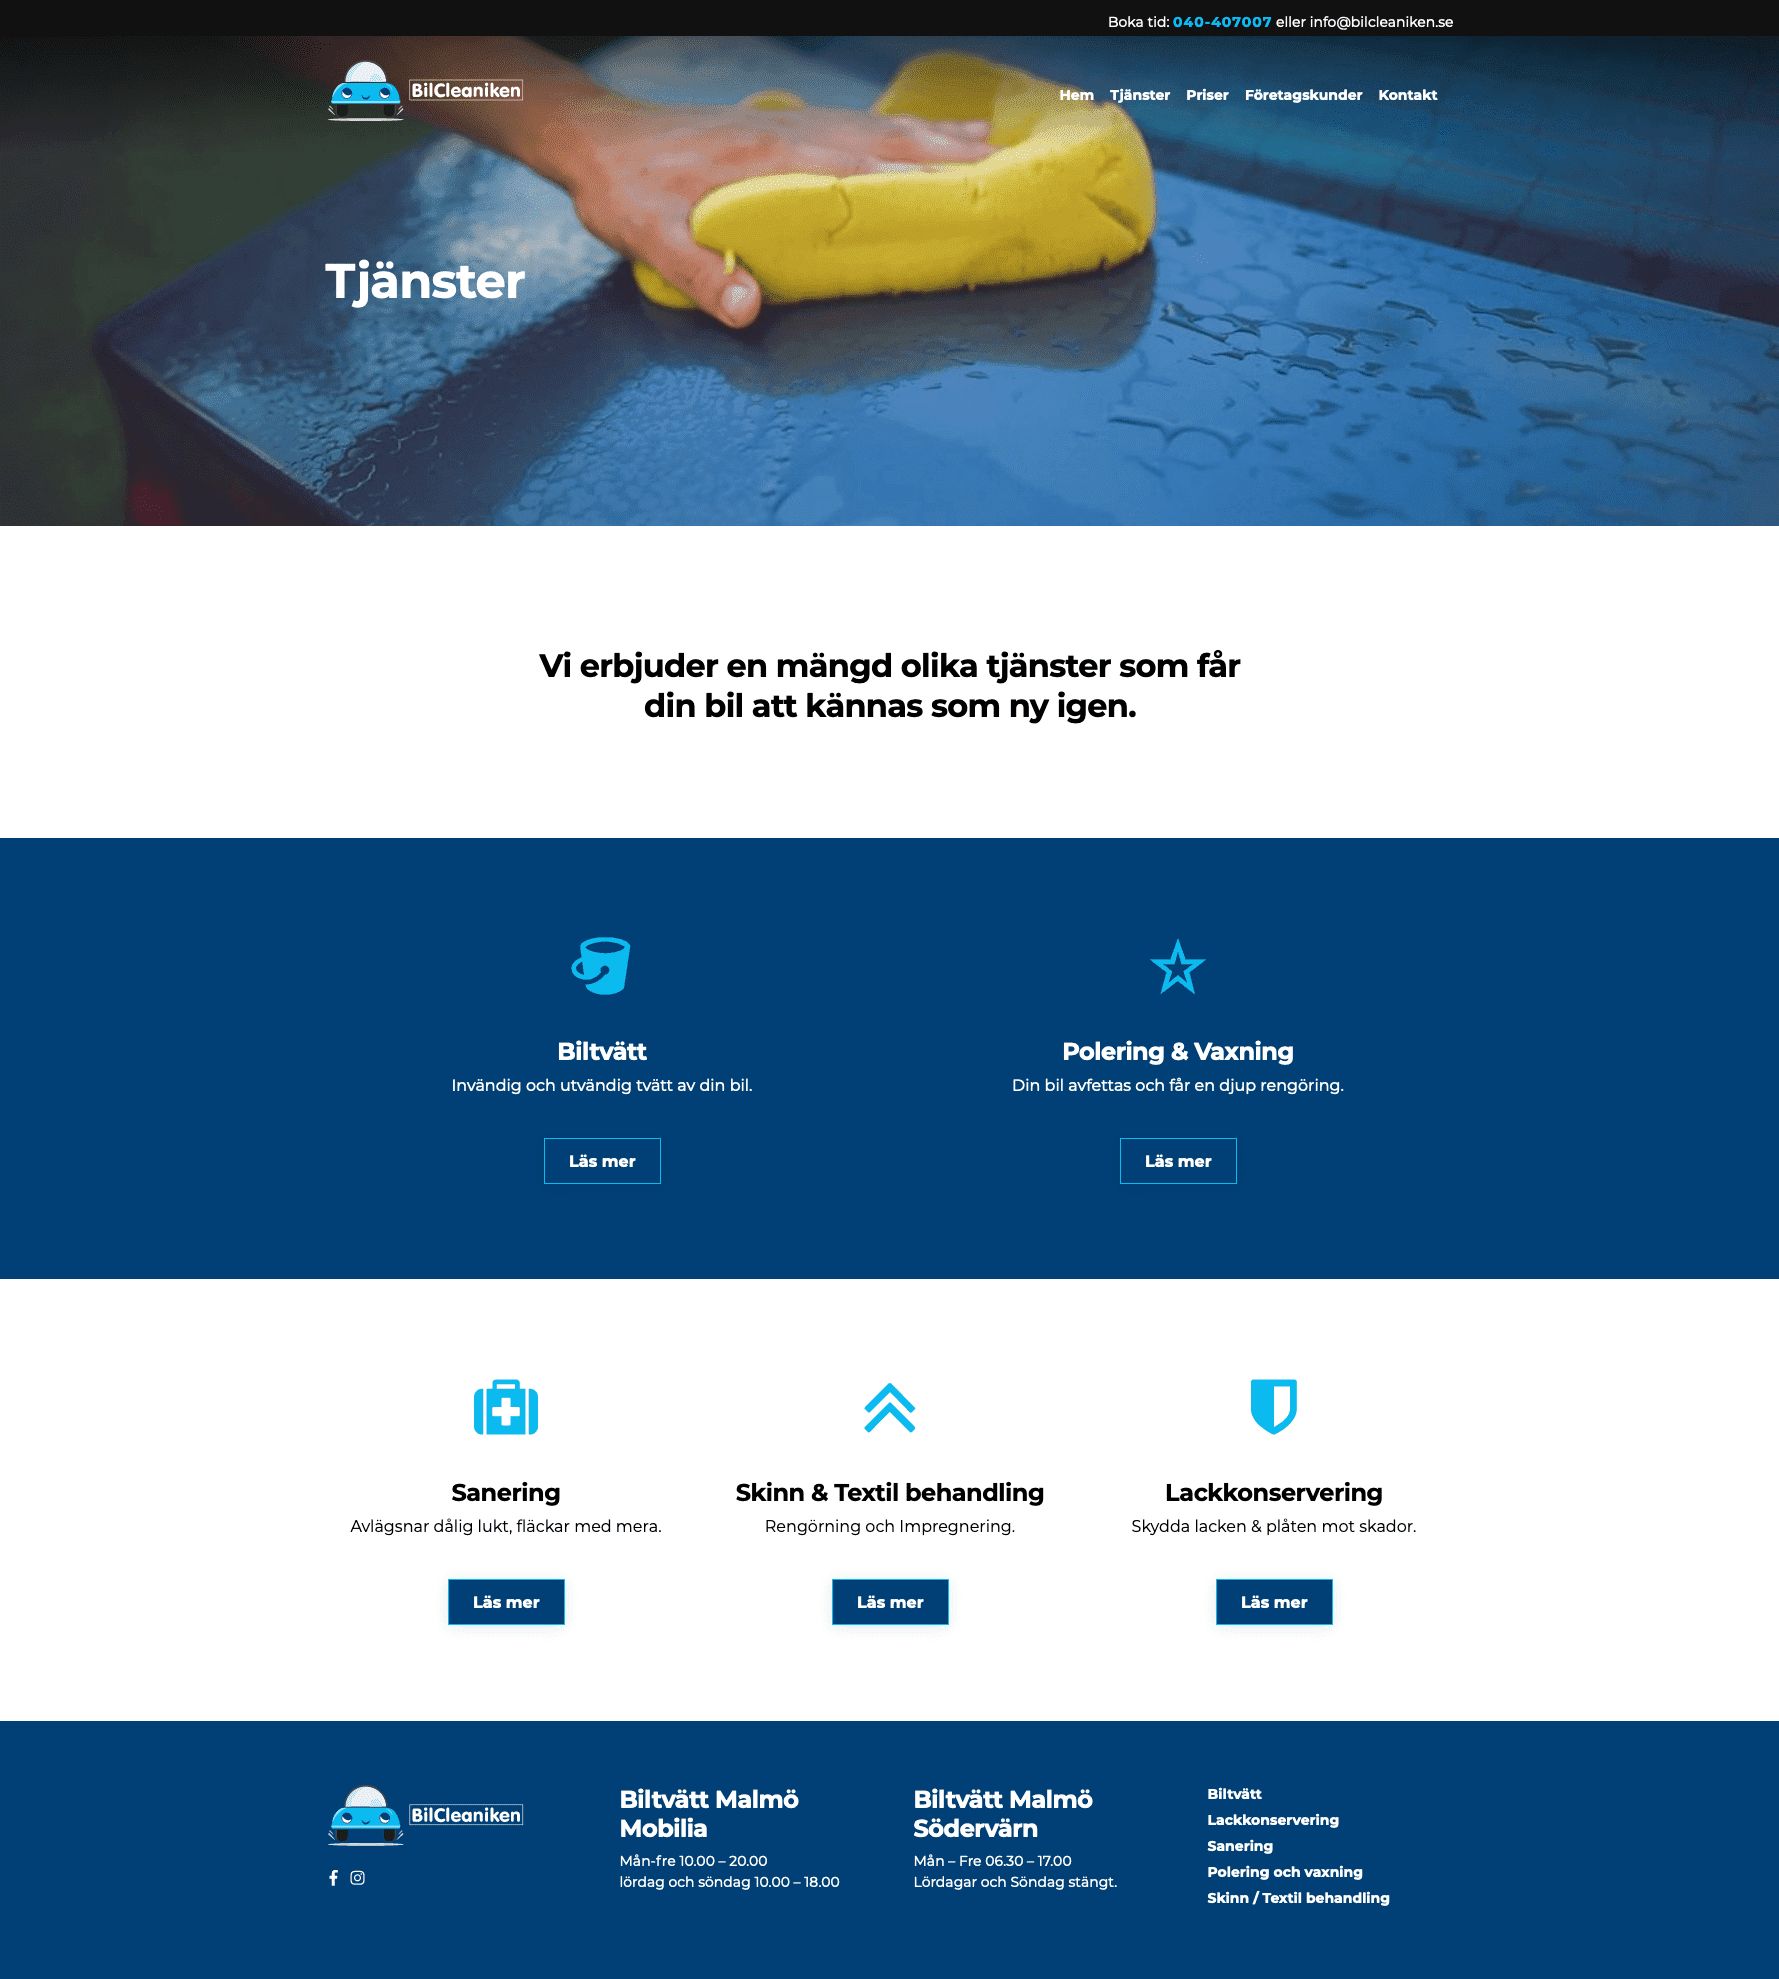 Boka tid: 040-407007 eller info@bilcleaniken.se
BilCleaniken
Hem Tjänster Priser Företagskunder Kontakt
Tjänster
Vi erbjuder en mängd olika tjänster som får
din bil att kännas som ny igen.
Biltvätt
Invändig och utvändig tvätt av din bil.
Läs mer
Polering & Vaxning
Din bil avfettas och får en djup rengöring.
Läs mer
Sanering
Avlägsnar dålig lukt, fläckar med mera.
Läs mer
Skinn & Textil behandling
Rengörning och Impregnering.
Läs mer
Lackkonservering
Skydda lacken & plåten mot skador.
Läs mer
BilCleaniken
Biltvätt Malmö
Mobilia
Mån-fre 10.00 – 20.00
lördag och söndag 10.00 – 18.00
Biltvätt Malmö
Södervärn
Mån – Fre 06.30 – 17.00
Lördagar och Söndag stängt.
Biltvätt
Lackkonservering
Sanering
Polering och vaxning
Skinn / Textil behandling